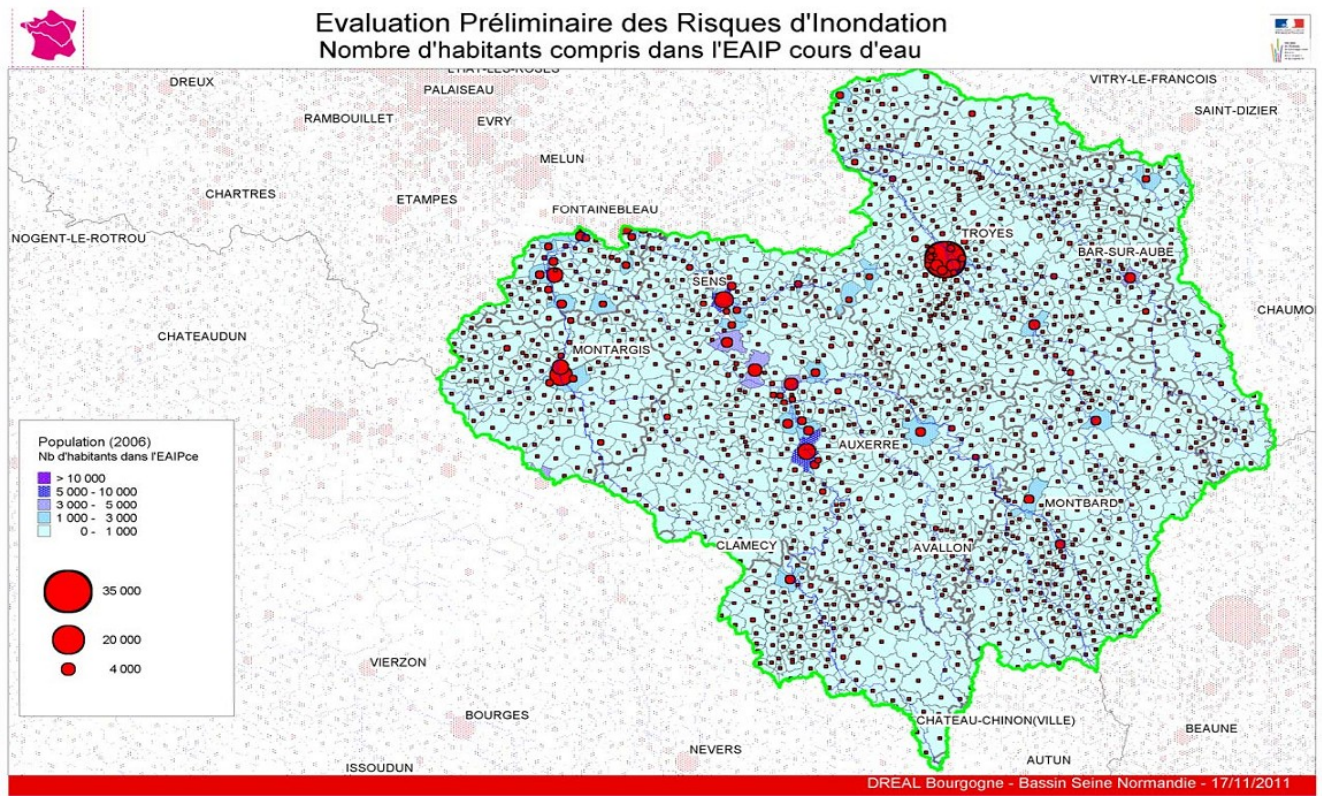 Evaluation Préliminaire des Risques d'Inondation
Nombre d'habitants compris dans l'EAIP cours d'eau
DREUX
PALAISEAU
VITRY-LE-FRANCOIS
SAINT-DIZIER
RAMBOUILLET
EVRY
MELUN
CHARTRES
ETAMPES
FONTAINEBLEAU
NOGENT-LE-ROTROU
TROYES
BAR-SUR-AUBE
SENS
CHAUMO
CHATEAUDUN
MONTARGIS
Population (2006)
Nb d'habitants dans l'EAIPce
> 10 000
5 000 - 10 000
3 000 - 5 000
1 000 - 3 000
0 - 1 000
35 000
20 000
4 000
AUXERRE
MONTBARD
CLAMECY
AVALLON
VIERZON
BOURGES
CHATEAU-CHINON(VILLE)
BEAUNE
NEVERS
AUTUN
ISSOUDUN
DREAL Bourgogne - Bassin Seine Normandie - 17/11/2011